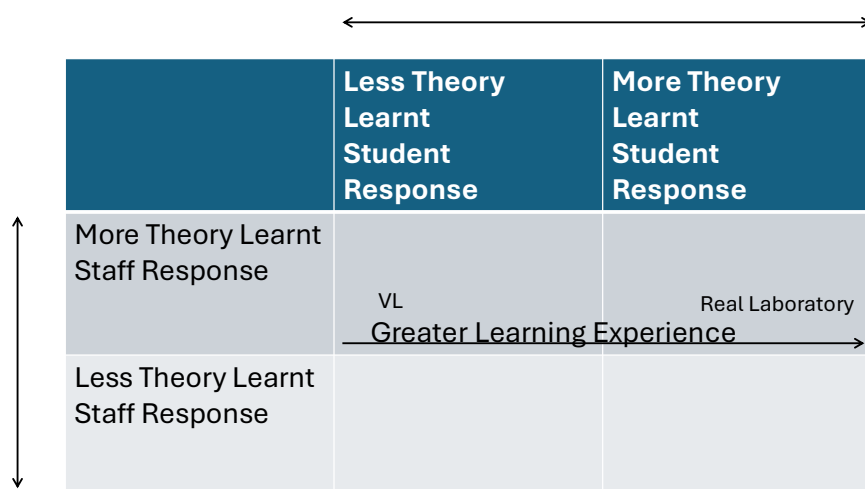 Less Theory
Learnt
Student
Response
More Theory
Learnt
Student
Response
More Theory Learnt
Staff Response
VL
Real Laboratory
Greater Learning Experience
Less Theory Learnt
Staff Response